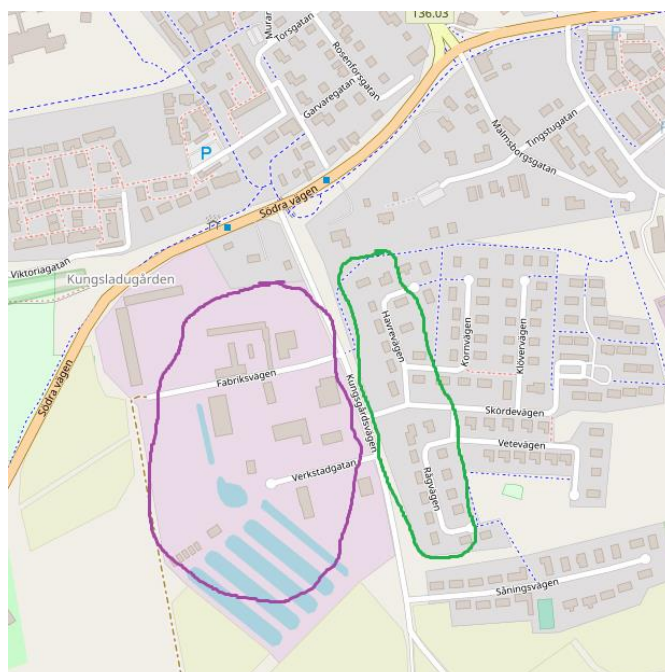 136.03
P
Muran
Torsgatan
Rosenforsgatan
Garvaregatan
P
Malmsborgsgatan
Tingstugatan
Södra vägen
Viktoriagatan
Kungsladugården
Havrevägen
Kornvägen
Klövervägen
Södra vägen
Fabriksvägen
Kungsgårdsvägen
Skördevägen
Vetevägen
Verkstadgatan
Rågvägen
Såningsvägen